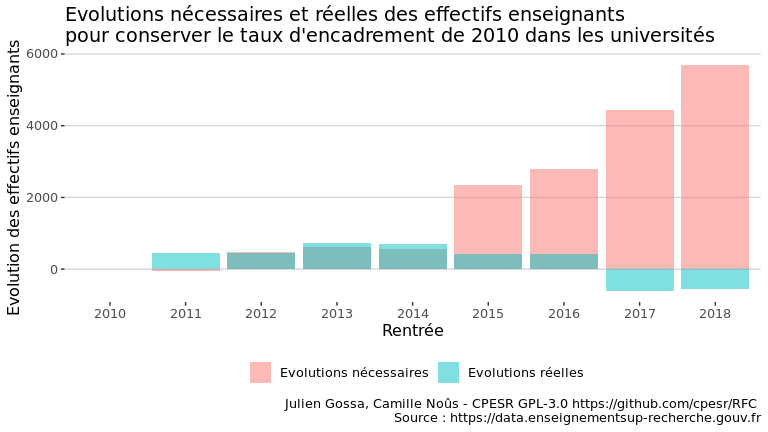 Evolutions nécessaires et réelles des effectifs enseignants
pour conserver le taux d'encadrement de 2010 dans les universités
Evolution des effectifs enseignants
6000
4000
2000
0
2010 2011 2012 2013 2014 2015 2016 2017 2018
Rentrée
Evolutions nécessaires Evolutions réelles
Julien Gossa, Camille Noûs - CPESR GPL-3.0 https://github.com/cpesr/RFC
Source : https://data.enseignementsup-recherche.gouv.fr